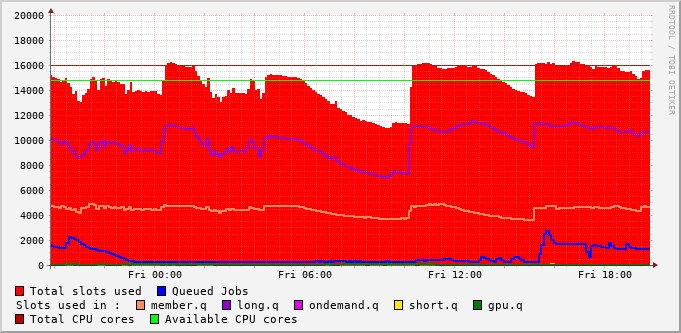 RRDTOOL / TOBI OETIKER
20000
18000
16000
14000
12000
10000
8000
6000
4000
2000
0
Fri 00:00 Fri 06:00 Fri 12:00 Fri 18:00
Total slots used Queued Jobs
Slots used in : member.q long.q ondemand.q short.q gpu.q
Total CPU cores Available CPU cores